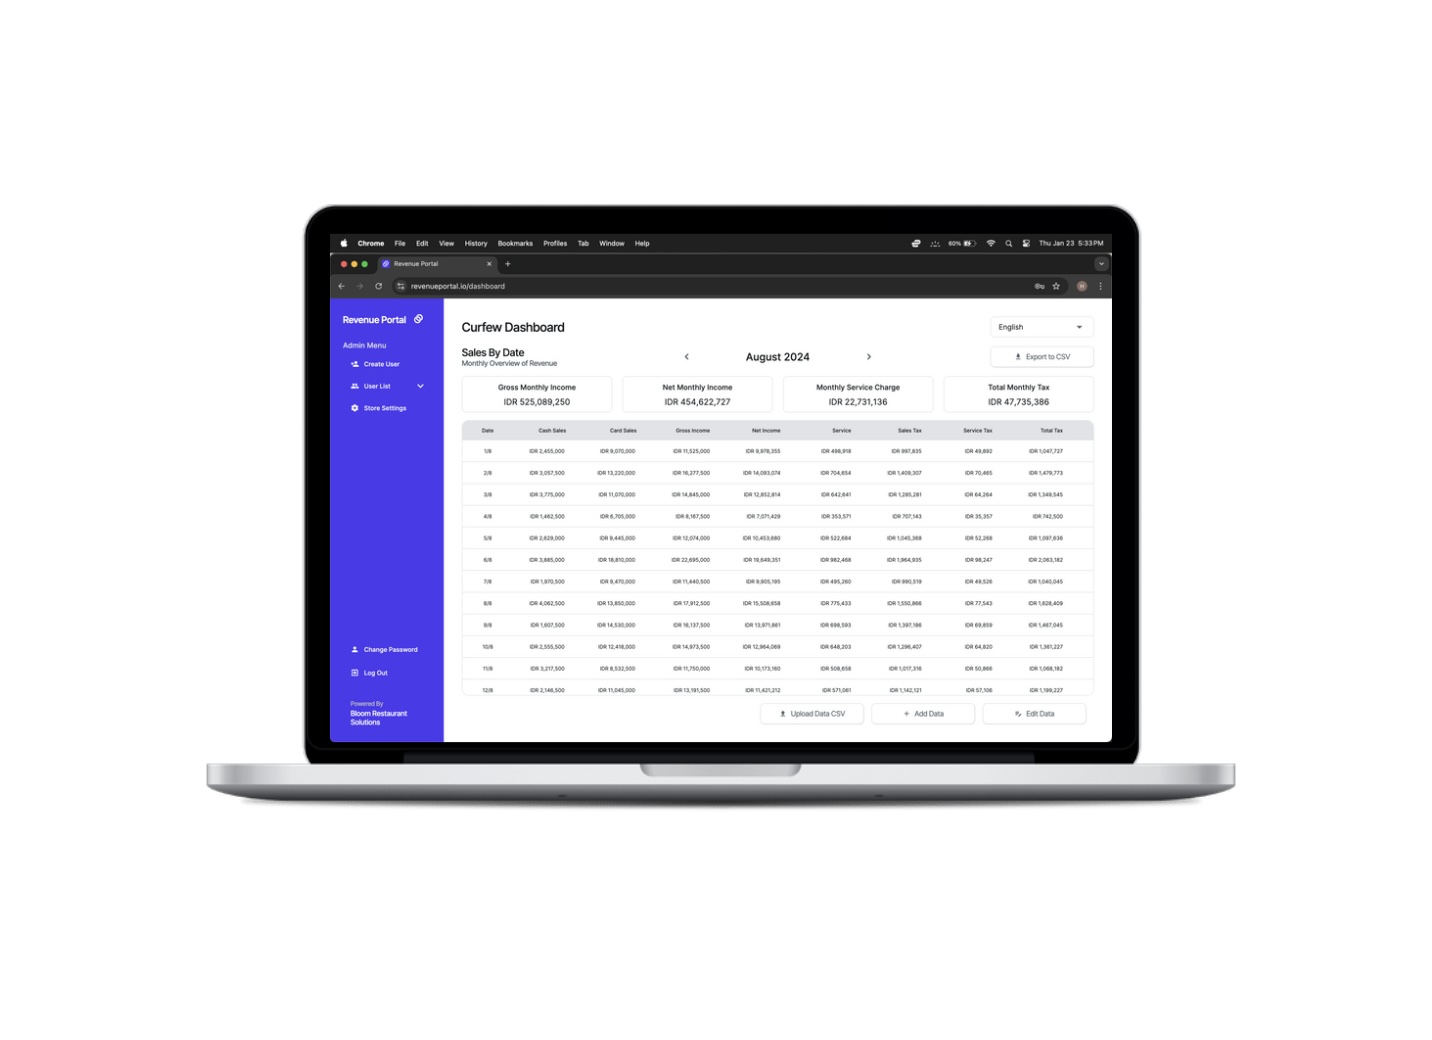 Chrome File Edit View History Bookmarks Profiles Tab Window Help 60% Thu Jan 23 5:33 PM
Revenue Portal
revenueportal.io/dashboard
Revenue Portal
Admin Menu
Create User
User List
Store Settings
Change Password
Log Out
Powered By
Bloom Restaurant
Solutions
Curfew Dashboard
English
Sales By Date
Monthly Overview of Revenue
August 2024
Export to CSV
Gross Monthly Income
IDR 525,089,250
Net Monthly Income
IDR 454,622,727
Monthly Service Charge
IDR 22,731,136
Total Monthly Tax
IDR 47,735,386
Date Cash Sales Card Sales Gross Income Net Income Service Sales Tax Service Tax Total Tax
1/8 IDR 2,455,000 IDR 9,070,000 IDR 11,525,000 IDR 9,978,355 IDR 498,918 IDR 997,835 IDR 49,892 IDR 1,047,727
2/8 IDR 3,057,500 IDR 13,220,000 IDR 16,277,500 IDR 14,093,074 IDR 704,654 IDR 1,409,307 IDR 70,465 IDR 1,479,773
3/8 IDR 3,775,000 IDR 11,070,000 IDR 14,845,000 IDR 12,852,814 IDR 642,641 IDR 1,285,281 IDR 64,264 IDR 1,349,545
4/8 IDR 1,462,500 IDR 6,705,000 IDR 8,167,500 IDR 7,071,429 IDR 353,571 IDR 707,143 IDR 35,357 IDR 742,500
5/8 IDR 2,629,000 IDR 9,445,000 IDR 12,074,000 IDR 10,453,680 IDR 522,684 IDR 1,045,368 IDR 52,268 IDR 1,097,636
6/8 IDR 3,885,000 IDR 18,810,000 IDR 22,695,000 IDR 19,649,351 IDR 982,468 IDR 1,964,935 IDR 98,247 IDR 2,063,182
7/8 IDR 1,970,500 IDR 9,470,000 IDR 11,440,500 IDR 9,905,195 IDR 495,260 IDR 990,519 IDR 49,526 IDR 1,040,045
8/8 IDR 4,062,500 IDR 13,850,000 IDR 17,912,500 IDR 15,508,658 IDR 775,433 IDR 1,550,866 IDR 77,543 IDR 1,628,409
9/8 IDR 1,607,500 IDR 14,530,000 IDR 16,137,500 IDR 13,971,861 IDR 698,593 IDR 1,397,186 IDR 69,859 IDR 1,467,045
10/8 IDR 2,555,500 IDR 12,418,000 IDR 14,973,500 IDR 12,964,069 IDR 648,203 IDR 1,296,407 IDR 64,820 IDR 1,361,227
11/8 IDR 3,217,500 IDR 8,532,500 IDR 11,750,000 IDR 10,173,160 IDR 508,658 IDR 1,017,316 IDR 50,866 IDR 1,068,182
12/8 IDR 2,146,500 IDR 11,045,000 IDR 13,191,500 IDR 11,421,212 IDR 571,061 IDR 1,142,121 IDR 57,106 IDR 1,199,227
Upload Data CSV
Add Data
Edit Data